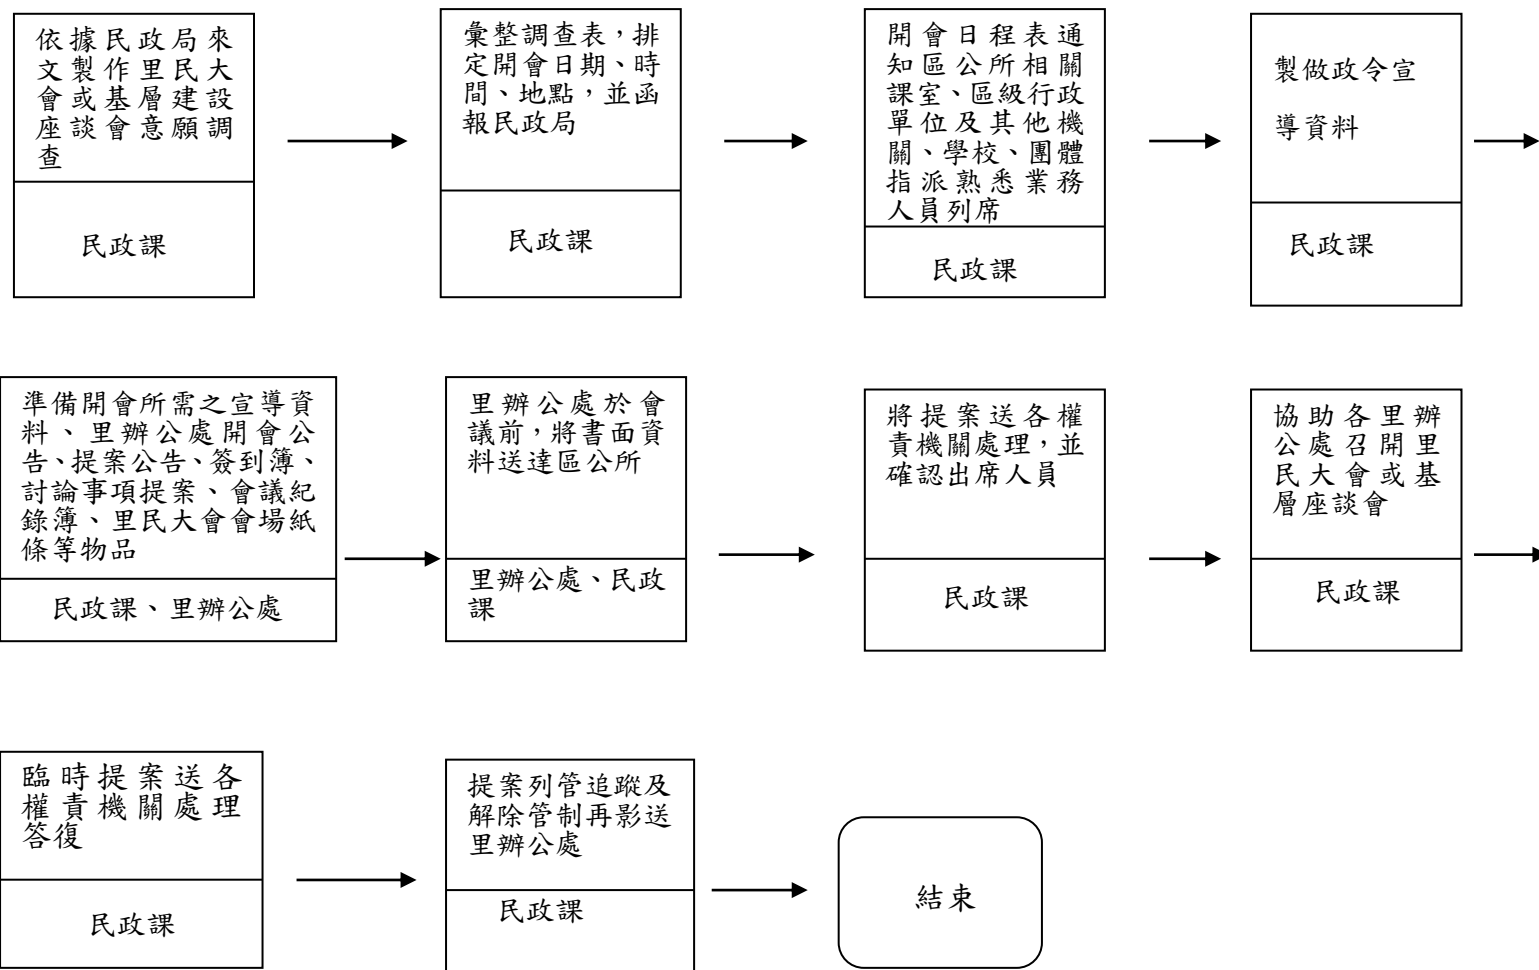 依據民政局來
文製作里民大
會或基層建設
座談會意願調
查
民政課
彙整調查表，排
定開會日期、時
間、地點，並函
報民政局
民政課
開會日程表通
知區公所相關
課室、區級行政
單位及其他機
關、學校、團體
指派熟悉業務
人員列席
民政課
製做政令宣
導資料
民政課
準備開會所需之宣導資
料、里辦公處開會公
告、提案公告、簽到簿、
討論事項提案、會議紀
錄簿、里民大會會場紙
條等物品
民政課、里辦公處
里辦公處於會
議前，將書面資
料送達區公所
里辦公處、民政
課
將提案送各權
責機關處理，並
確認出席人員
民政課
協助各里辦
公處召開里
民大會或基
層座談會
民政課
臨時提案送各
權責機關處理
答復
民政課
提案列管追蹤及
解除管制再影送
里辦公處
民政課
結束